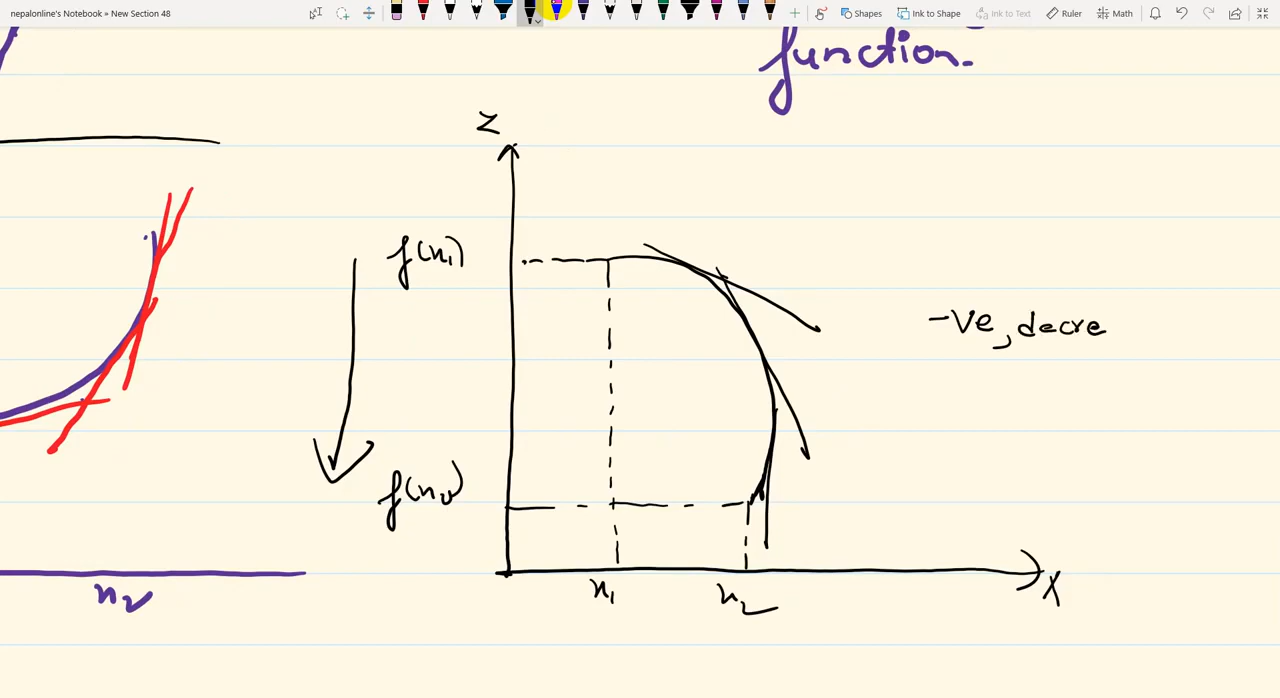 nepalonline's Notebook » New Section 48
Shapes
Ink to Shape
Ink to Text
Ruler
Math
function.
Z
f(x₁)
-ve, decre
f(x₂)
x₂
x₁
x₂
X